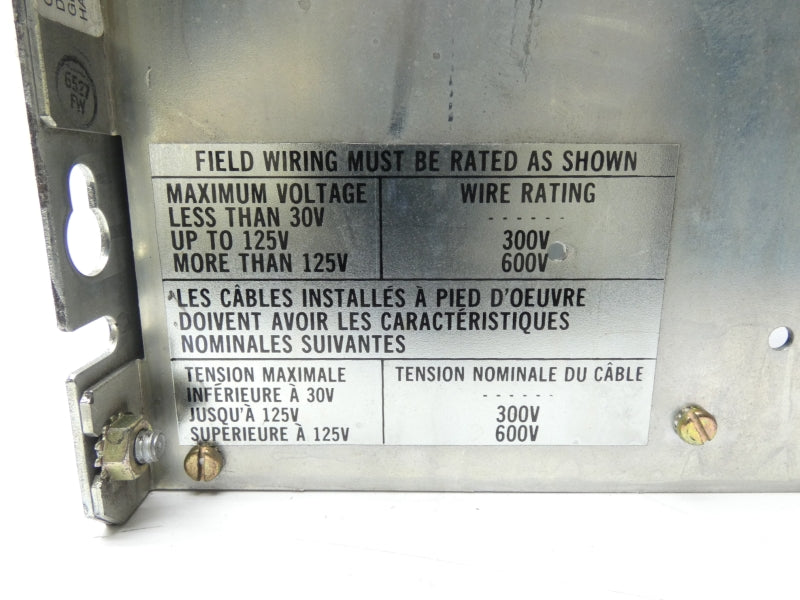 6527
FW
FIELD WIRING MUST BE RATED AS SHOWN
MAXIMUM VOLTAGE WIRE RATING
LESS THAN 30V - - - - - -
UP TO 125V 300V
MORE THAN 125V 600V
LES CÂBLES INSTALLÉS À PIED D'OEUVRE
DOIVENT AVOIR LES CARACTÉRISTIQUES
NOMINALES SUIVANTES
TENSION MAXIMALE TENSION NOMINALE DU CÂBLE
INFÉRIEURE À 30V - - - - - -
JUSQU'À 125V 300V
SUPÉRIEURE À 125V 600V